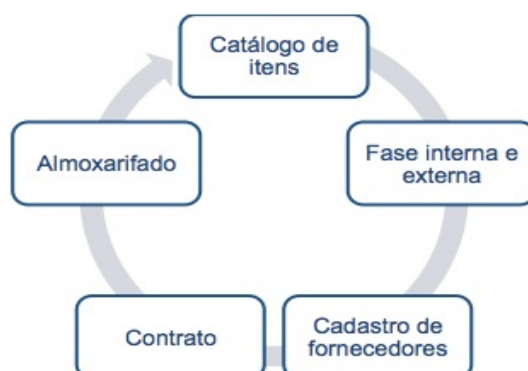 Catálogo de
itens
Fase interna e
externa
Cadastro de
fornecedores
Contrato
Almoxarifado